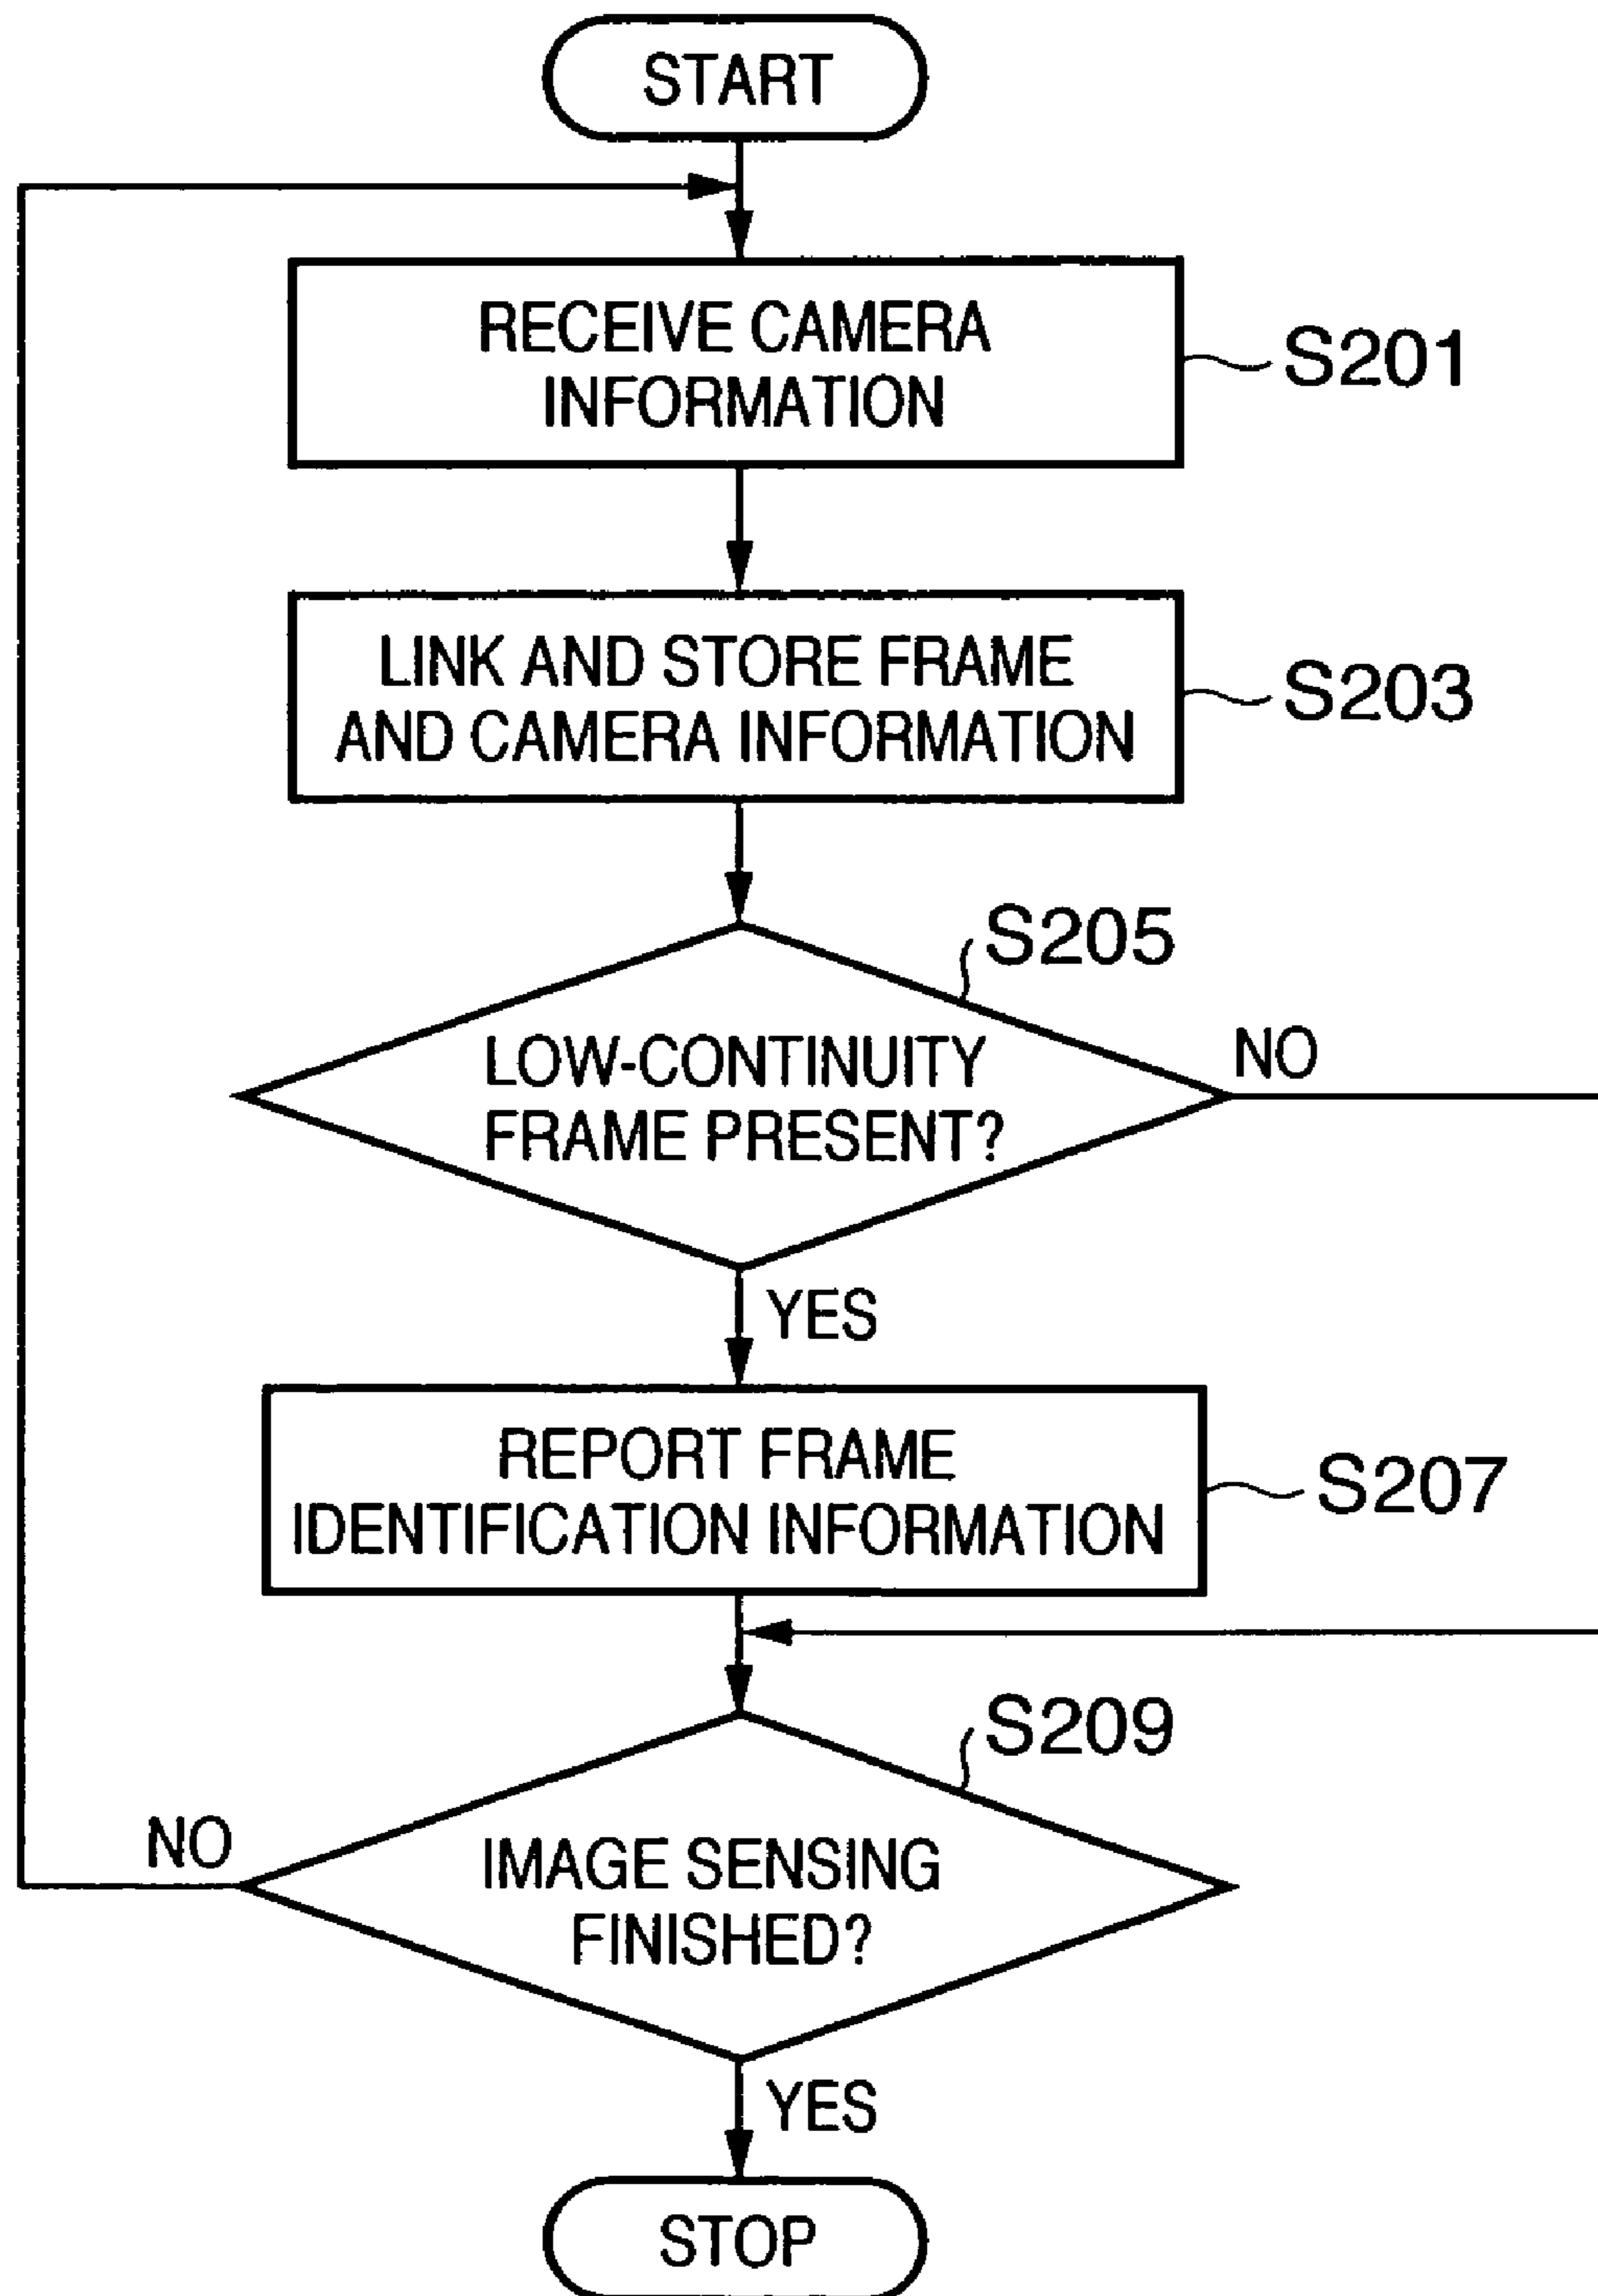 START
RECEIVE CAMERA
INFORMATION
S201
LINK AND STORE FRAME
AND CAMERA INFORMATION
S203
S205
LOW-CONTINUITY
FRAME PRESENT?
NO
YES
REPORT FRAME
IDENTIFICATION INFORMATION
S207
S209
IMAGE SENSING
FINISHED?
NO
YES
STOP